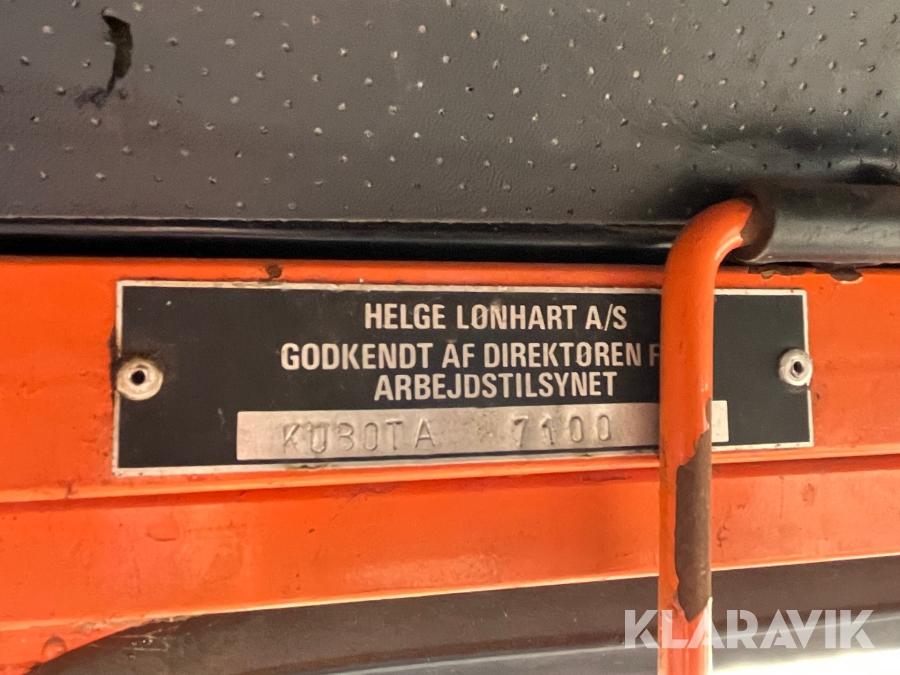 HELGE LØNHART A/S
GODKENDT AF DIREKTØREN
ARBEJDSTILSYNET
KUBOTA 7100
KLARAVIK